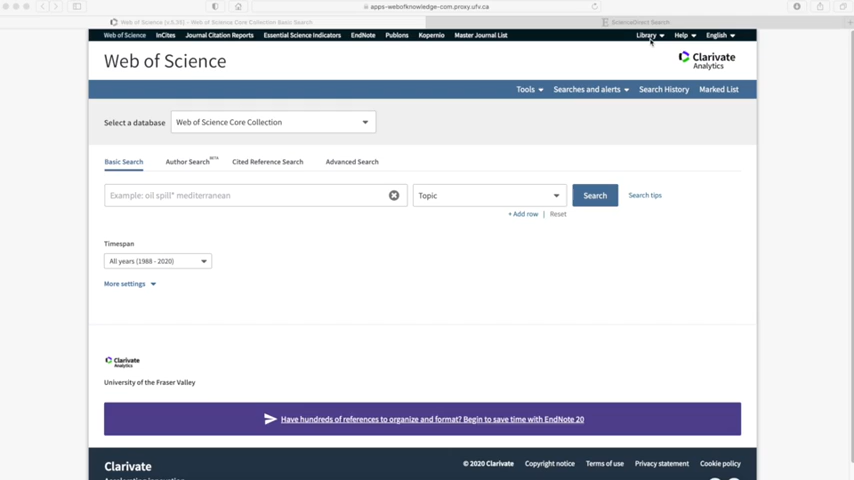 apps-webofknowledge-com.proxy.ufv.ca
Web of Science [v.5.35] - Web of Science Core Collection Basic Search
ScienceDirect Search
Web of Science InCites Journal Citation Reports Essential Science Indicators EndNote Publons Kopernio Master Journal List Library Help English
Web of Science
Clarivate
Analytics
Tools Searches and alerts Search History Marked List
Select a database Web of Science Core Collection
Basic Search Author Search BETA Cited Reference Search Advanced Search
Example: oil spill* mediterranean Topic Search Search tips
+ Add row | Reset
Timespan
All years (1988 - 2020)
More settings
Clarivate
Analytics
University of the Fraser Valley
Have hundreds of references to organize and format? Begin to save time with EndNote 20
Clarivate © 2020 Clarivate Copyright notice Terms of use Privacy statement Cookie policy
Accelerating innovation